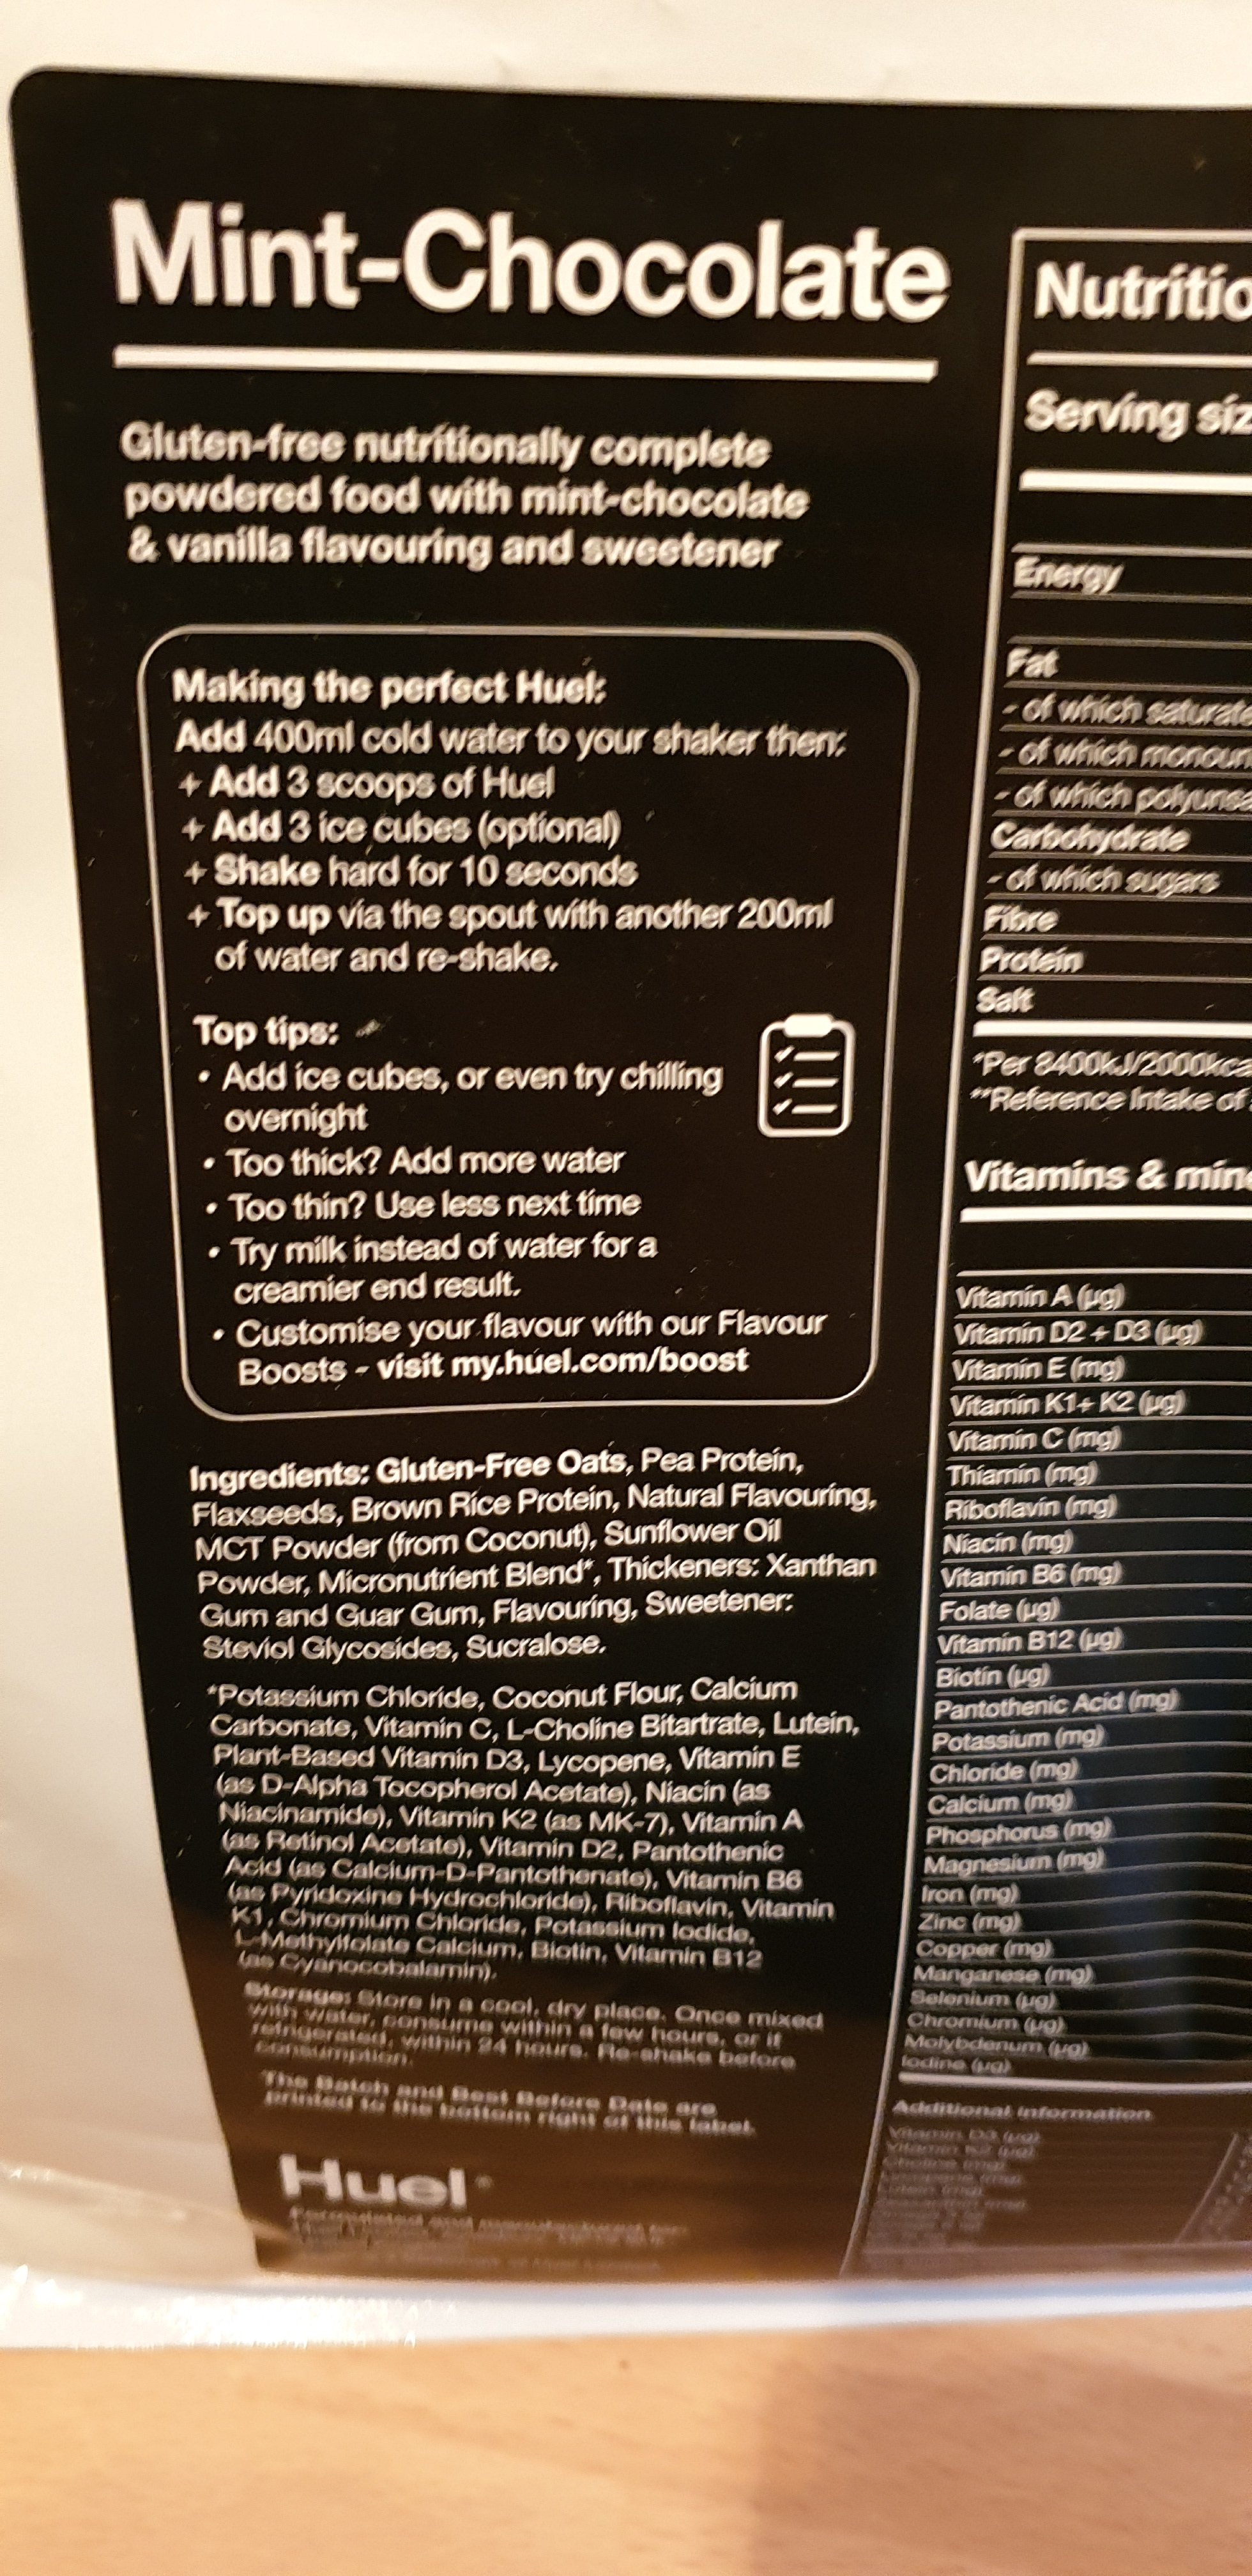 Mint-Chocolate
Gluten-free nutritionally complete
powdered food with mint-chocolate
& vanilla flavouring and sweetener
Making the perfect Huel:
Add 400ml cold water to your shaker then:
+ Add 3 scoops of Huel
+ Add 3 ice cubes (optional)
+ Shake hard for 10 seconds
+ Top up via the spout with another 200ml
of water and re-shake.
Top tips:
• Add ice cubes, or even try chilling
overnight
• Too thick? Add more water
• Too thin? Use less next time
• Try milk instead of water for a
creamier end result.
• Customise your flavour with our Flavour
Boosts - visit my.huel.com/boost
Ingredients: Gluten-Free Oats, Pea Protein,
Flaxseeds, Brown Rice Protein, Natural Flavouring,
MCT Powder (from Coconut), Sunflower Oil
Powder, Micronutrient Blend*, Thickeners: Xanthan
Gum and Guar Gum, Flavouring, Sweetener:
Steviol Glycosides, Sucralose.
*Potassium Chloride, Coconut Flour, Calcium
Carbonate, Vitamin C, L-Choline Bitartrate, Lutein,
Plant-Based Vitamin D3, Lycopene, Vitamin E
(as D-Alpha Tocopherol Acetate), Niacin (as
Niacinamide), Vitamin K2 (as MK-7), Vitamin A
(as Retinol Acetate), Vitamin D2, Pantothenic
Acid (as Calcium-D-Pantothenate), Vitamin B6
(as Pyridoxine Hydrochloride), Riboflavin, Vitamin
K1, Chromium Chloride, Potassium Iodide,
L-Methylfolate Calcium, Biotin, Vitamin B12
(as Cyanocobalamin).
Storage: Store in a cool, dry place. Once mixed
with water, consume within a few hours, or if
refrigerated, within 24 hours. Re-shake before
consumption.
The Batch and Best Before Date are
printed to the bottom right of this label.
Huel
Formulated and manufactured
Nutritio
Serving siz
Energy
Fat
- of which saturate
- of which monoun
- of which polyunsa
Carbohydrate
- of which sugars
Fibre
Protein
Salt
*Per 8400kJ/2000kca
**Reference Intake of
Vitamins & mine
Vitamin A (µg)
Vitamin D2 + D3 (µg)
Vitamin E (mg)
Vitamin K1+ K2 (µg)
Vitamin C (mg)
Thiamin (mg)
Riboflavin (mg)
Niacin (mg)
Vitamin B6 (mg)
Folate (µg)
Vitamin B12 (µg)
Biotin (µg)
Pantothenic Acid (mg)
Potassium (mg)
Chloride (mg)
Calcium (mg)
Phosphorus (mg)
Magnesium (mg)
Iron (mg)
Zinc (mg)
Copper (mg)
Manganese (mg)
Selenium (µg)
Chromium (µg)
Molybdenum (µg)
Iodine (µg)
Additional Information
Vitamin D3 (µg)
Vitamin K2 (µg)
Choline (mg)
Lycopene (mg)
Lutein (mg)